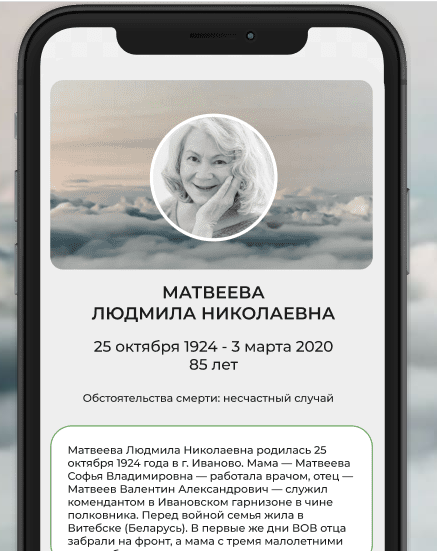 МАТВЕЕВА
ЛЮДМИЛА НИКОЛАЕВНА
25 октября 1924 - 3 марта 2020
85 лет
Обстоятельства смерти: несчастный случай
Матвеева Людмила Николаевна родилась 25
октября 1924 года в г. Иваново. Мама — Матвеева
Софья Владимировна — работала врачом, отец —
Матвеев Валентин Александрович — служил
комендантом в Ивановском гарнизоне в чине
полковника. Перед войной семья жила в
Витебске (Беларусь). В первые же дни ВОВ отца
забрали на фронт, а мама с тремя малолетними